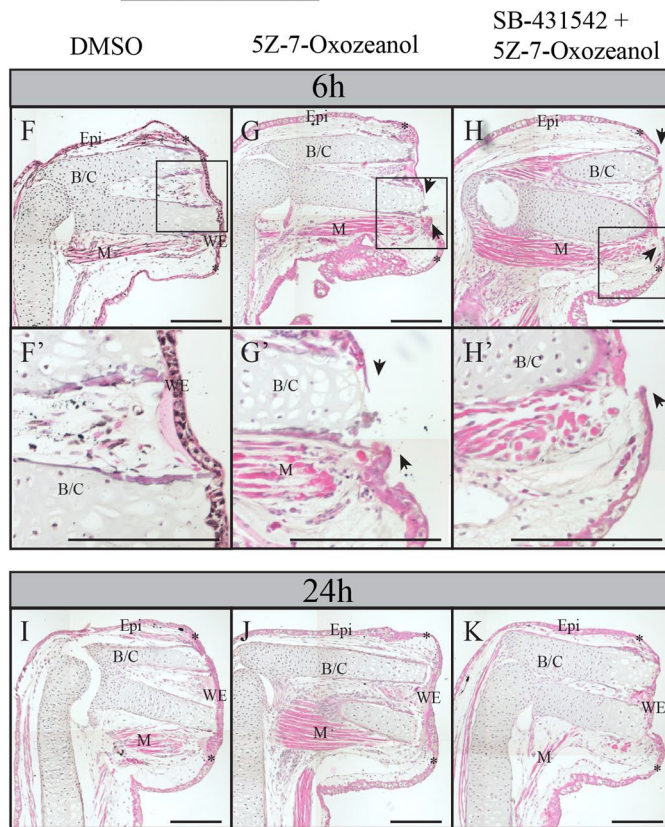 DMSO
5Z-7-Oxozeanol
SB-431542 +
5Z-7-Oxozeanol
6h
F
Epi
*
B/C
WE
M
*
G
Epi
*
B/C
M
*
H
Epi
*
B/C
M
*
F'
WE
B/C
G'
B/C
M
H'
B/C
24h
I
Epi
*
B/C
WE
M
*
J
Epi
*
B/C
WE
M
*
K
Epi
*
B/C
WE
M
*